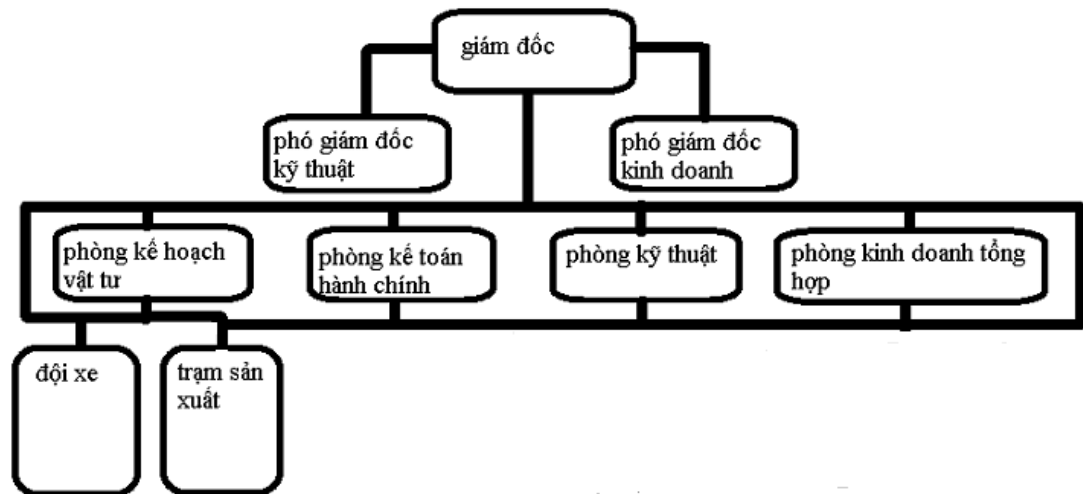 giám đốc
phó giám đốc
kỹ thuật
phó giám đốc
kinh doanh
phòng kế hoạch
vật tư
phòng kế toán
hành chính
phòng kỹ thuật
phòng kinh doanh tổng
hợp
đội xe
trạm sản
xuất